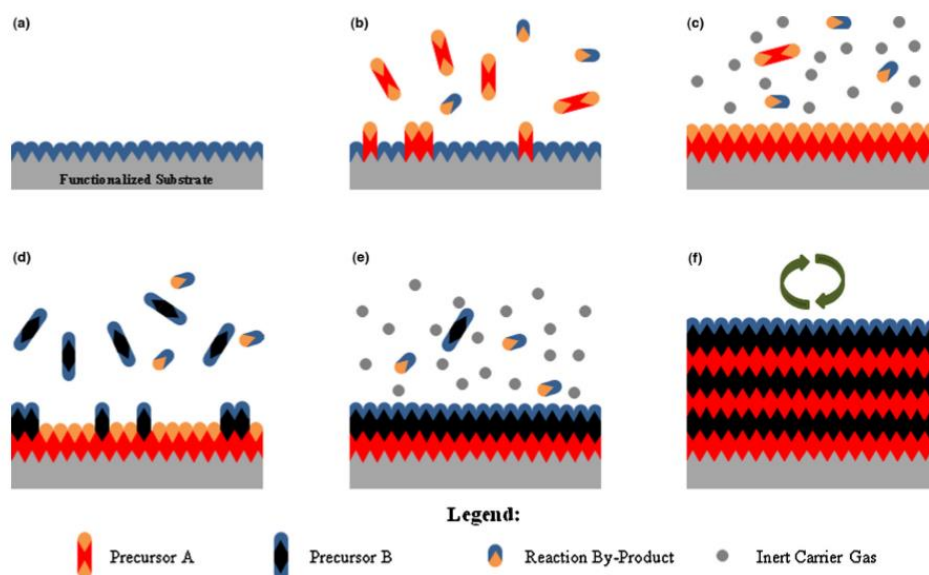 (a)
(b)
(c)
Functionalized Substrate
(d)
(e)
(f)
Legend:
Precursor A
Precursor B
Reaction By-Product
Inert Carrier Gas